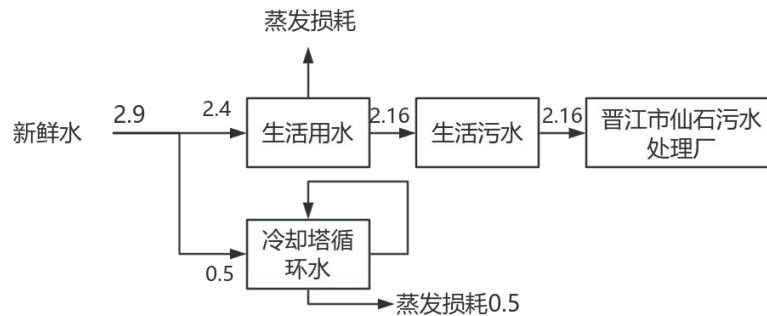 蒸发损耗
新鲜水
2.9
2.4
生活用水
2.16
生活污水
2.16
晋江市仙石污水
处理厂
0.5
冷却塔循
环水
蒸发损耗0.5